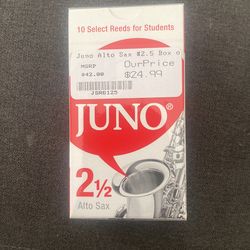 10 Select Reeds for Students
Juno Alto Sax #2.5 Box o
MSRP
OurPrice
$42.00
$24.99
JSR6125
JUNO®
2½
Alto Sax